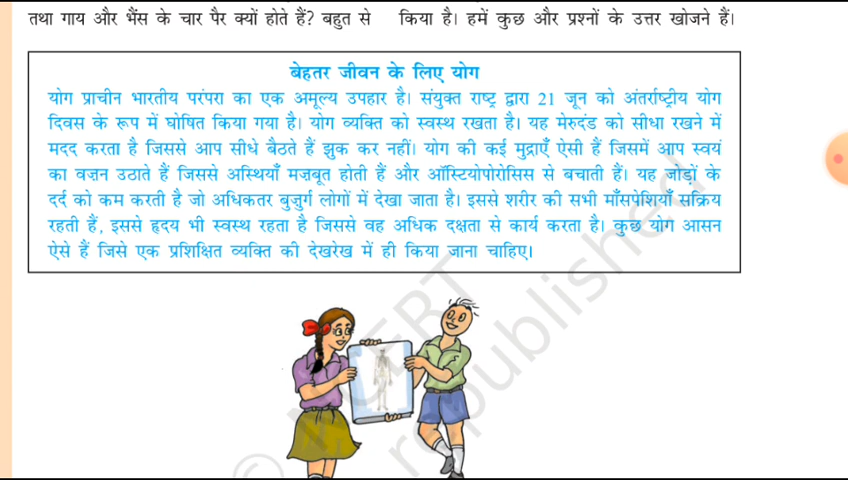 तथा गाय और भैंस के चार पैर क्यों होते हैं? बहुत से
किया है। हमें कुछ और प्रश्नों के उत्तर खोजने हैं।
बेहतर जीवन के लिए योग
योग प्राचीन भारतीय परंपरा का एक अमूल्य उपहार है। संयुक्त राष्ट्र द्वारा 21 जून को अंतर्राष्ट्रीय योग
दिवस के रूप में घोषित किया गया है। योग व्यक्ति को स्वस्थ रखता है। यह मेरुदंड को सीधा रखने में
मदद करता है जिससे आप सीधे बैठते हैं झुक कर नहीं। योग की कई मुद्राएँ ऐसी हैं जिसमें आप स्वयं
का वज़न उठाते हैं जिससे अस्थियाँ मज़बूत होती हैं और ऑस्टियोपोरोसिस से बचाती हैं। यह जोड़ों के
दर्द को कम करती है जो अधिकतर बुज़ुर्ग लोगों में देखा जाता है। इससे शरीर की सभी माँसपेशियाँ सक्रिय
रहती हैं, इससे हृदय भी स्वस्थ रहता है जिससे वह अधिक दक्षता से कार्य करता है। कुछ योग आसन
ऐसे हैं जिसे एक प्रशिक्षित व्यक्ति की देखरेख में ही किया जाना चाहिए।
© NCERT
republished